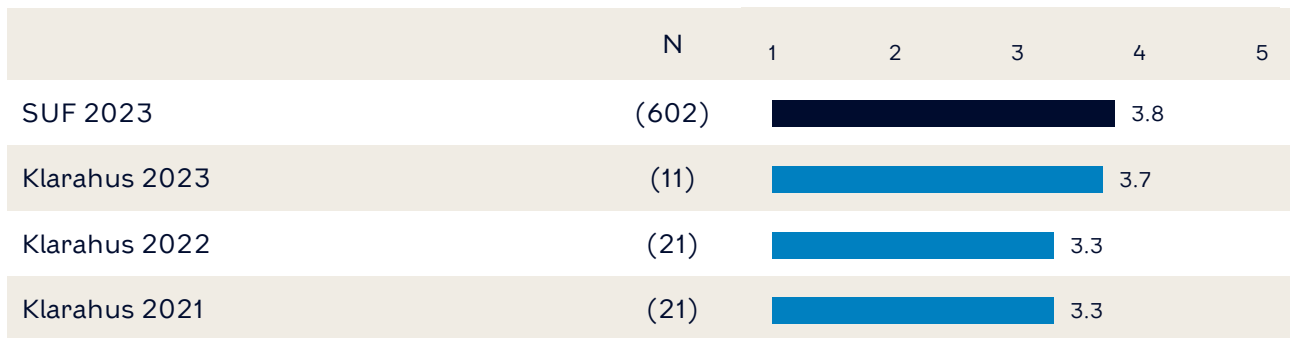 N 1 2 3 4 5
SUF 2023 (602) 3.8
Klarahus 2023 (11) 3.7
Klarahus 2022 (21) 3.3
Klarahus 2021 (21) 3.3